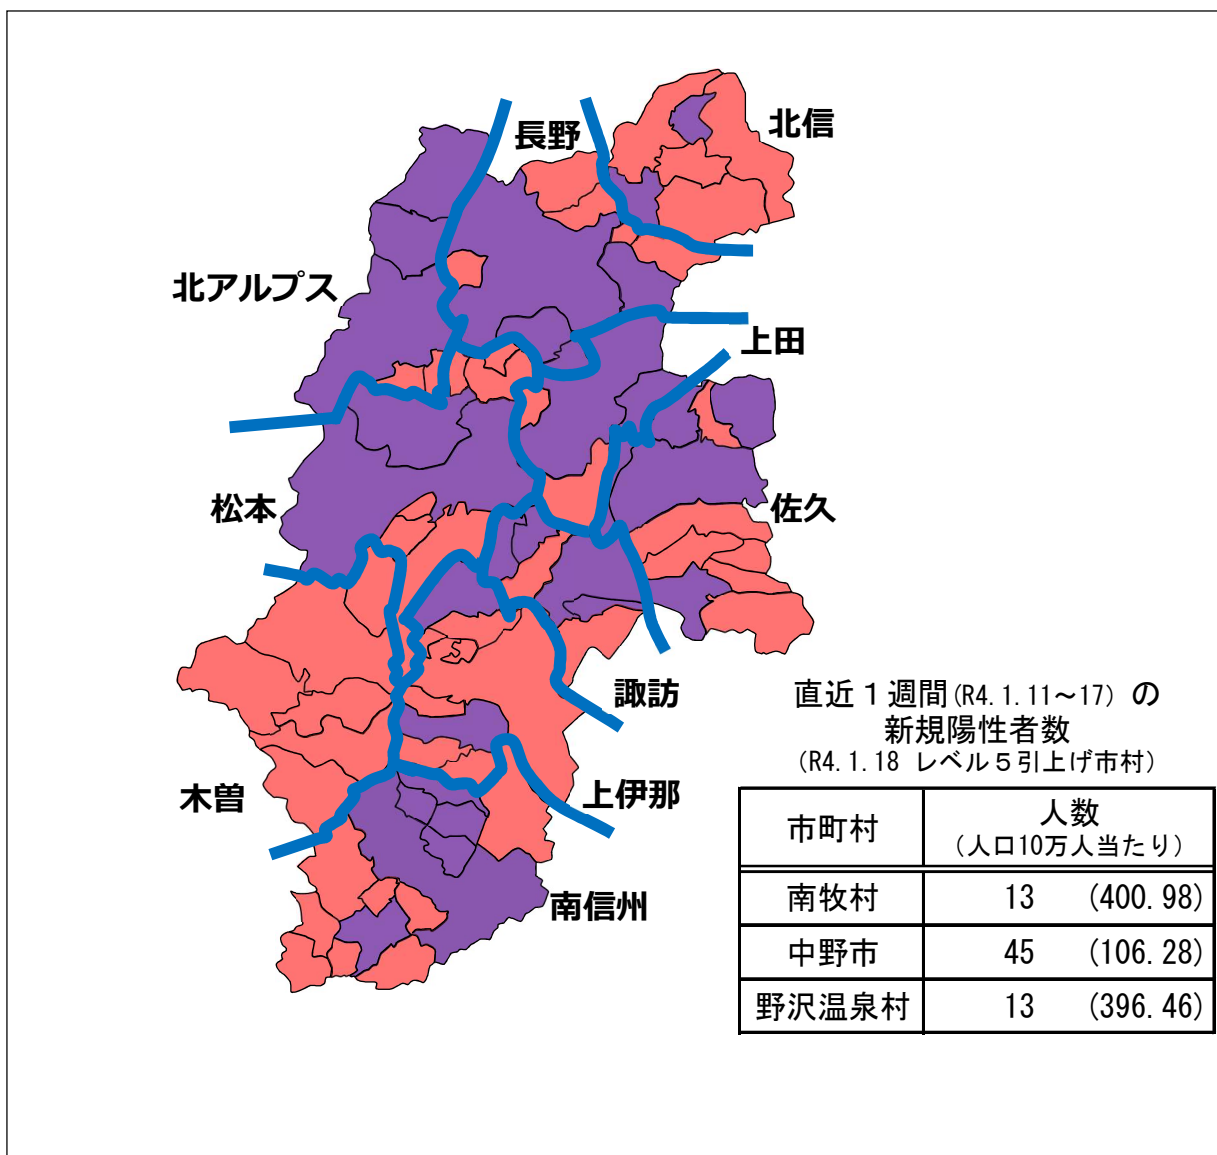 長野
北信
北アルプス
上田
松本
佐久
諏訪
木曽
上伊那
南信州
直近１週間(R4.1.11～17) の
新規陽性者数
(R4.1.18 レベル５引上げ市村)
市町村 人数
(人口10万人当たり)
南牧村 13 (400.98)
中野市 45 (106.28)
野沢温泉村 13 (396.46)